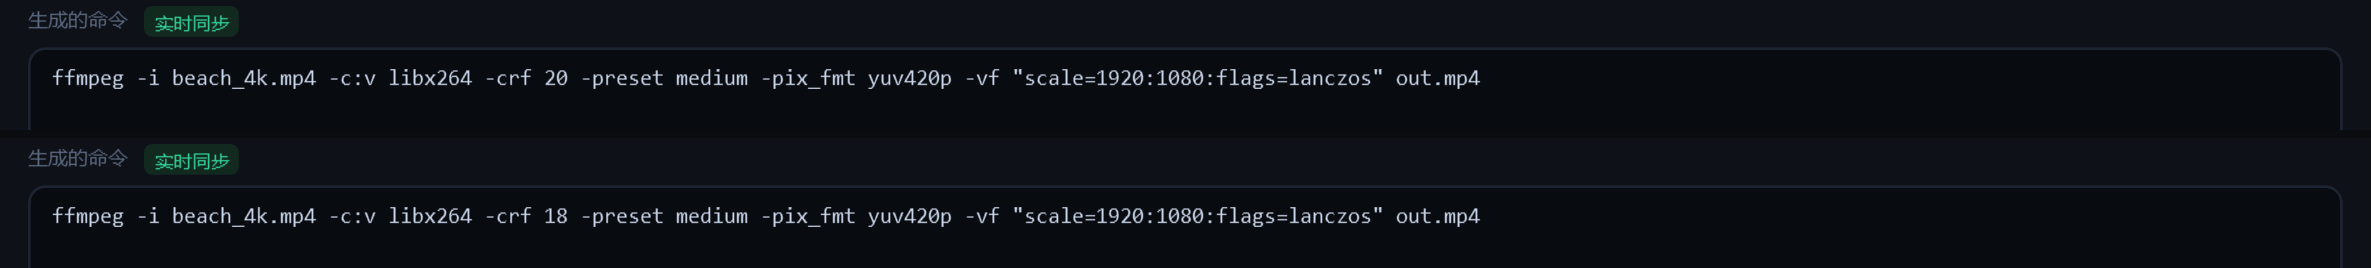 生成的命令 实时同步
ffmpeg -i beach_4k.mp4 -c:v libx264 -crf 20 -preset medium -pix_fmt yuv420p -vf "scale=1920:1080:flags=lanczos" out.mp4
生成的命令 实时同步
ffmpeg -i beach_4k.mp4 -c:v libx264 -crf 18 -preset medium -pix_fmt yuv420p -vf "scale=1920:1080:flags=lanczos" out.mp4